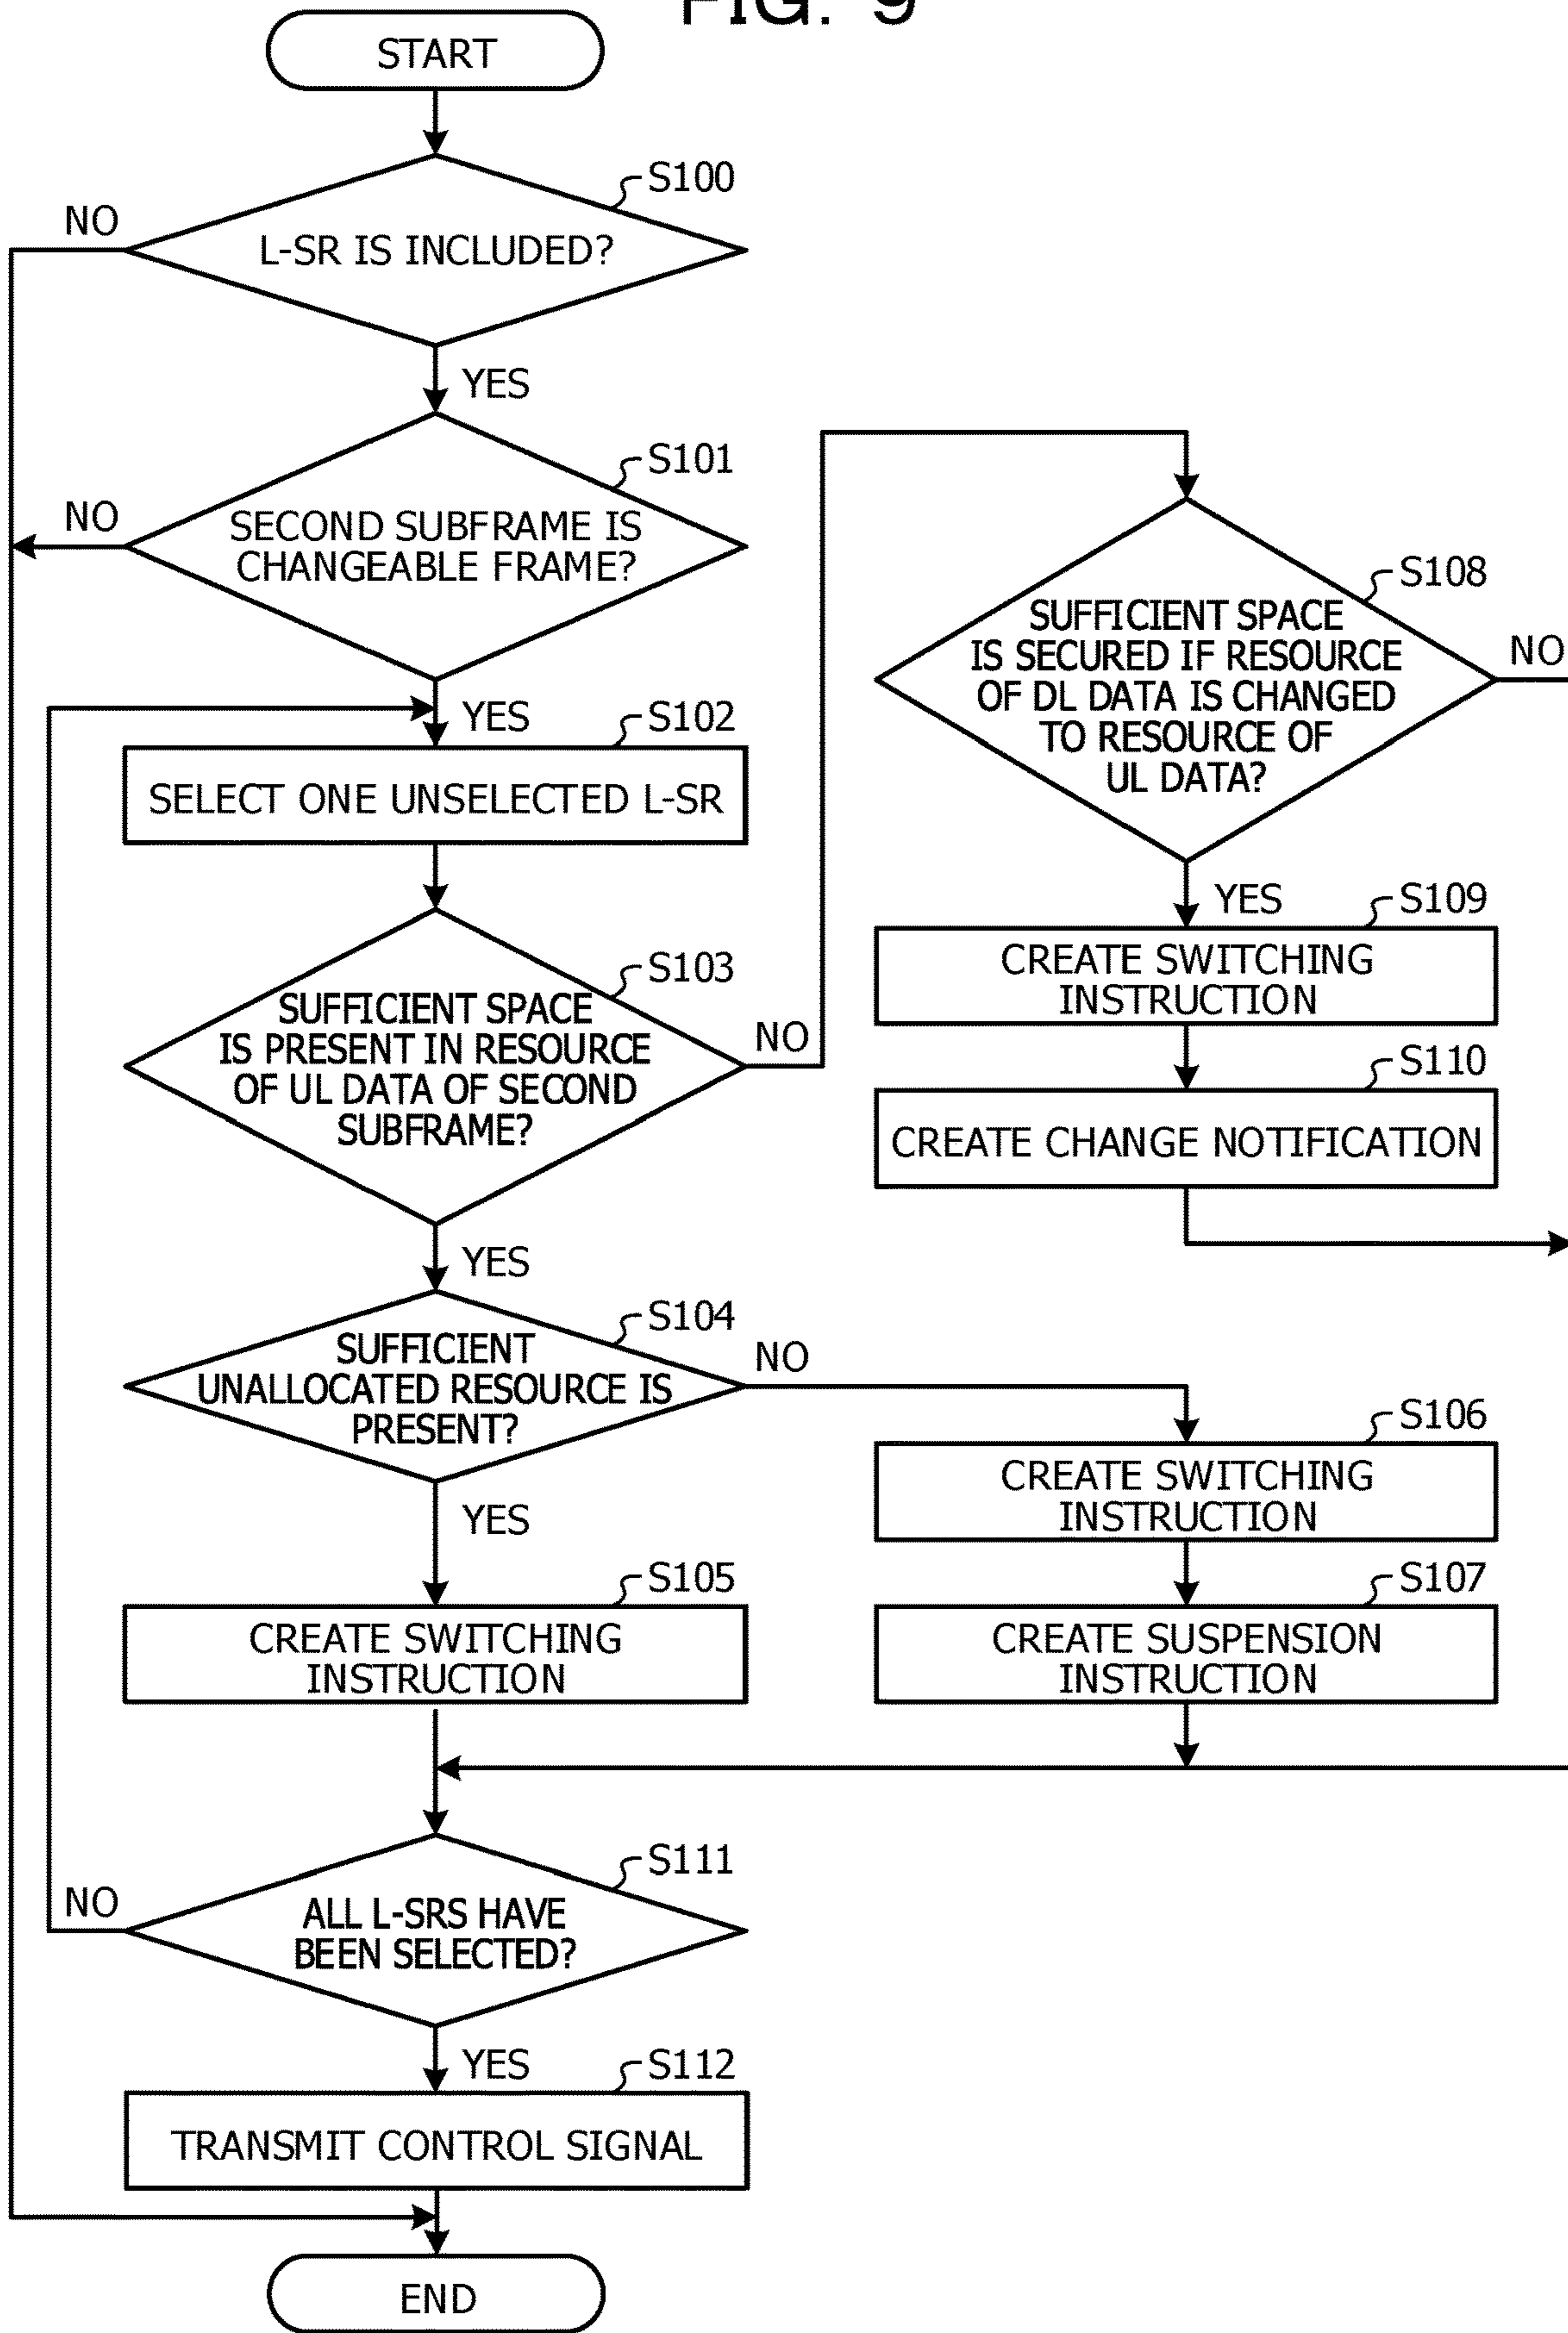 FIG. 9
START
S100
NO
L-SR IS INCLUDED?
YES
S101
NO
SECOND SUBFRAME IS
CHANGEABLE FRAME?
YES
S102
SELECT ONE UNSELECTED L-SR
S103
SUFFICIENT SPACE
IS PRESENT IN RESOURCE
OF UL DATA OF SECOND
SUBFRAME?
NO
YES
S104
SUFFICIENT
UNALLOCATED RESOURCE IS
PRESENT?
NO
YES
S105
CREATE SWITCHING
INSTRUCTION
S106
CREATE SWITCHING
INSTRUCTION
S107
CREATE SUSPENSION
INSTRUCTION
S108
SUFFICIENT SPACE
IS SECURED IF RESOURCE
OF DL DATA IS CHANGED
TO RESOURCE OF
UL DATA?
NO
YES
S109
CREATE SWITCHING
INSTRUCTION
S110
CREATE CHANGE NOTIFICATION
S111
NO
ALL L-SRS HAVE
BEEN SELECTED?
YES
S112
TRANSMIT CONTROL SIGNAL
END